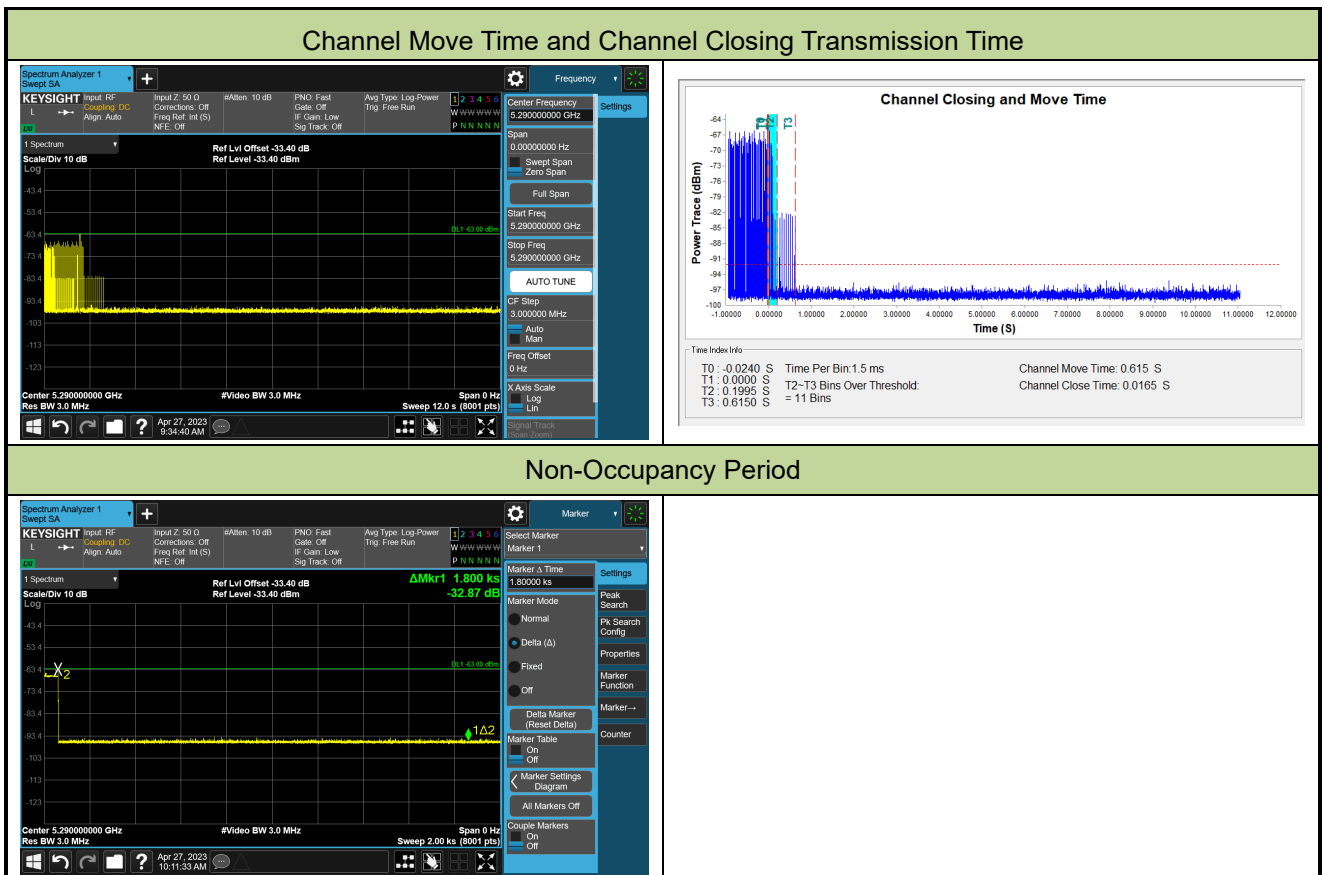 Channel Move Time and Channel Closing Transmission Time
Spectrum Analyzer 1
Swept SA
KEYSIGHT
L
Input: RF
Coupling: DC
Align: Auto
Input Z: 50 Ω
Corrections: Off
Freq Ref: Int (S)
NFE: Off
#Atten: 10 dB
PNO: Fast
Gate: Off
IF Gain: Low
Sig Track: Off
Avg Type: Log-Power
Trig: Free Run
1 2 3 4 5 6
W W W W W W
P N N N N N
1 Spectrum
Scale/Div 10 dB
Log
Ref Lvl Offset -33.40 dB
Ref Level -33.40 dBm
-43.4
-53.4
-63.4
-73.4
-83.4
-93.4
-103
-113
-123
DL1 -63.00 dBm
Center 5.290000000 GHz
Res BW 3.0 MHz
#Video BW 3.0 MHz
Span 0 Hz
Sweep 12.0 s (8001 pts)
Apr 27, 2023
9:34:40 AM
Frequency
Settings
Center Frequency
5.290000000 GHz
Span
0.00000000 Hz
Swept Span
Zero Span
Full Span
Start Freq
5.290000000 GHz
Stop Freq
5.290000000 GHz
AUTO TUNE
CF Step
3.000000 MHz
Auto
Man
Freq Offset
0 Hz
X Axis Scale
Log
Lin
Signal Track
(Span Zoom)
Channel Closing and Move Time
T2
T3
Power Trace (dBm)
-64
-67
-70
-73
-76
-79
-82
-85
-88
-91
-94
-97
-100
-1.00000 0.00000 1.00000 2.00000 3.00000 4.00000 5.00000 6.00000 7.00000 8.00000 9.00000 10.00000 11.00000 12.00000
Time (S)
Time Index Info
T0 : -0.0240 S
T1 : 0.0000 S
T2 : 0.1995 S
T3 : 0.6150 S
Time Per Bin:1.5 ms
T2~T3 Bins Over Threshold:
= 11 Bins
Channel Move Time: 0.615 S
Channel Close Time: 0.0165 S
Non-Occupancy Period
Spectrum Analyzer 1
Swept SA
KEYSIGHT
L
Input: RF
Coupling: DC
Align: Auto
Input Z: 50 Ω
Corrections: Off
Freq Ref: Int (S)
NFE: Off
#Atten: 10 dB
PNO: Fast
Gate: Off
IF Gain: Low
Sig Track: Off
Avg Type: Log-Power
Trig: Free Run
1 2 3 4 5 6
W W W W W W
P N N N N N
1 Spectrum
Scale/Div 10 dB
Log
Ref Lvl Offset -33.40 dB
Ref Level -33.40 dBm
ΔMkr1 1.800 ks
-32.87 dB
-43.4
-53.4
-63.4
-73.4
-83.4
-93.4
-103
-113
-123
DL1 -63.00 dBm
X2
1Δ2
Center 5.290000000 GHz
Res BW 3.0 MHz
#Video BW 3.0 MHz
Span 0 Hz
Sweep 2.00 ks (8001 pts)
Apr 27, 2023
10:11:33 AM
Marker
Select Marker
Marker 1
Marker Δ Time
1.80000 ks
Marker Mode
Normal
Delta (Δ)
Fixed
Off
Delta Marker
(Reset Delta)
Marker Table
On
Off
Marker Settings
Diagram
All Markers Off
Couple Markers
On
Off
Settings
Peak
Search
Pk Search
Config
Properties
Marker
Function
Marker→
Counter